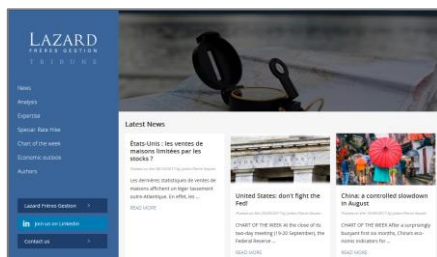 LAZARD
FRÈRES GESTION
TRIBUNE
News
Analysis
Expertise
Special: Rate Hike
Chart of the week
Economic outlook
Authors
Lazard Frères Gestion >
in Join us on LinkedIn
Contact us >
Latest News
États-Unis : les ventes de
maisons limitées par les
stocks ?
Les dernières statistiques de ventes de
maisons affichent un léger tassement
outre-Atlantique. En effet, les ...
READ MORE
United States: don't fight the
Fed!
CHART OF THE WEEK At the close of its
two-day meeting (19-20 September), the
Federal Reserve ...
READ MORE
China: a controlled slowdown
in August
CHART OF THE WEEK After a surprisingly
buoyant first six months, China's eco-
nomic indicators for ...
READ MORE